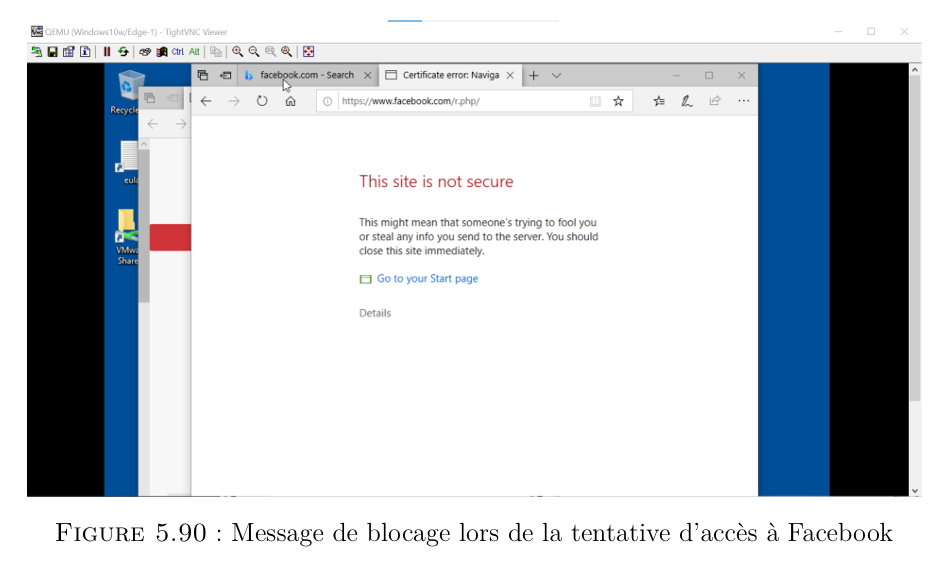 QEMU (Windows10w/Edge-1) - TightVNC Viewer
Ctrl Alt
facebook.com - Search
Certificate error: Naviga
https://www.facebook.com/r.php/
Recycle
eula
VMwa
Share
This site is not secure
This might mean that someone's trying to fool you
or steal any info you send to the server. You should
close this site immediately.
Go to your Start page
Details
FIGURE 5.90 : Message de blocage lors de la tentative d'accès à Facebook